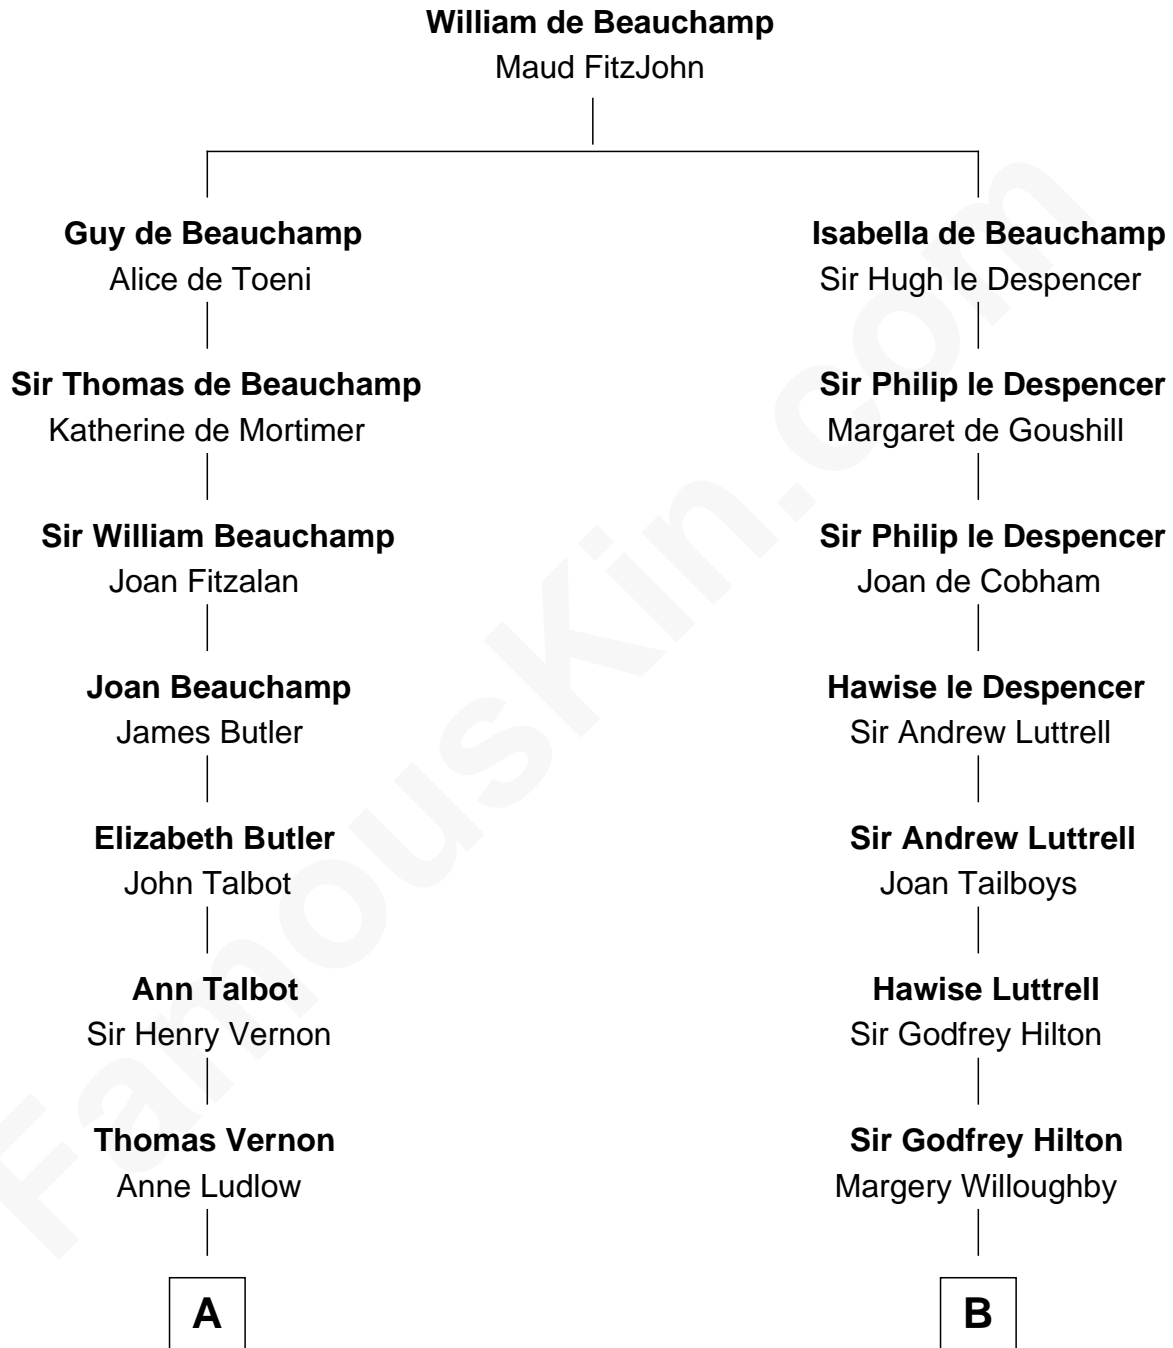 William de Beauchamp
Maud FitzJohn
Guy de Beauchamp
Alice de Toeni
Isabella de Beauchamp
Sir Hugh le Despencer
Sir Thomas de Beauchamp
Katherine de Mortimer
Sir Philip le Despencer
Margaret de Goushill
Sir William Beauchamp
Joan Fitzalan
Sir Philip le Despencer
Joan de Cobham
Joan Beauchamp
James Butler
Hawise le Despencer
Sir Andrew Luttrell
Elizabeth Butler
John Talbot
Sir Andrew Luttrell
Joan Tailboys
Ann Talbot
Sir Henry Vernon
Hawise Luttrell
Sir Godfrey Hilton
Thomas Vernon
Anne Ludlow
Sir Godfrey Hilton
Margery Willoughby
A
B
FamousKin.com